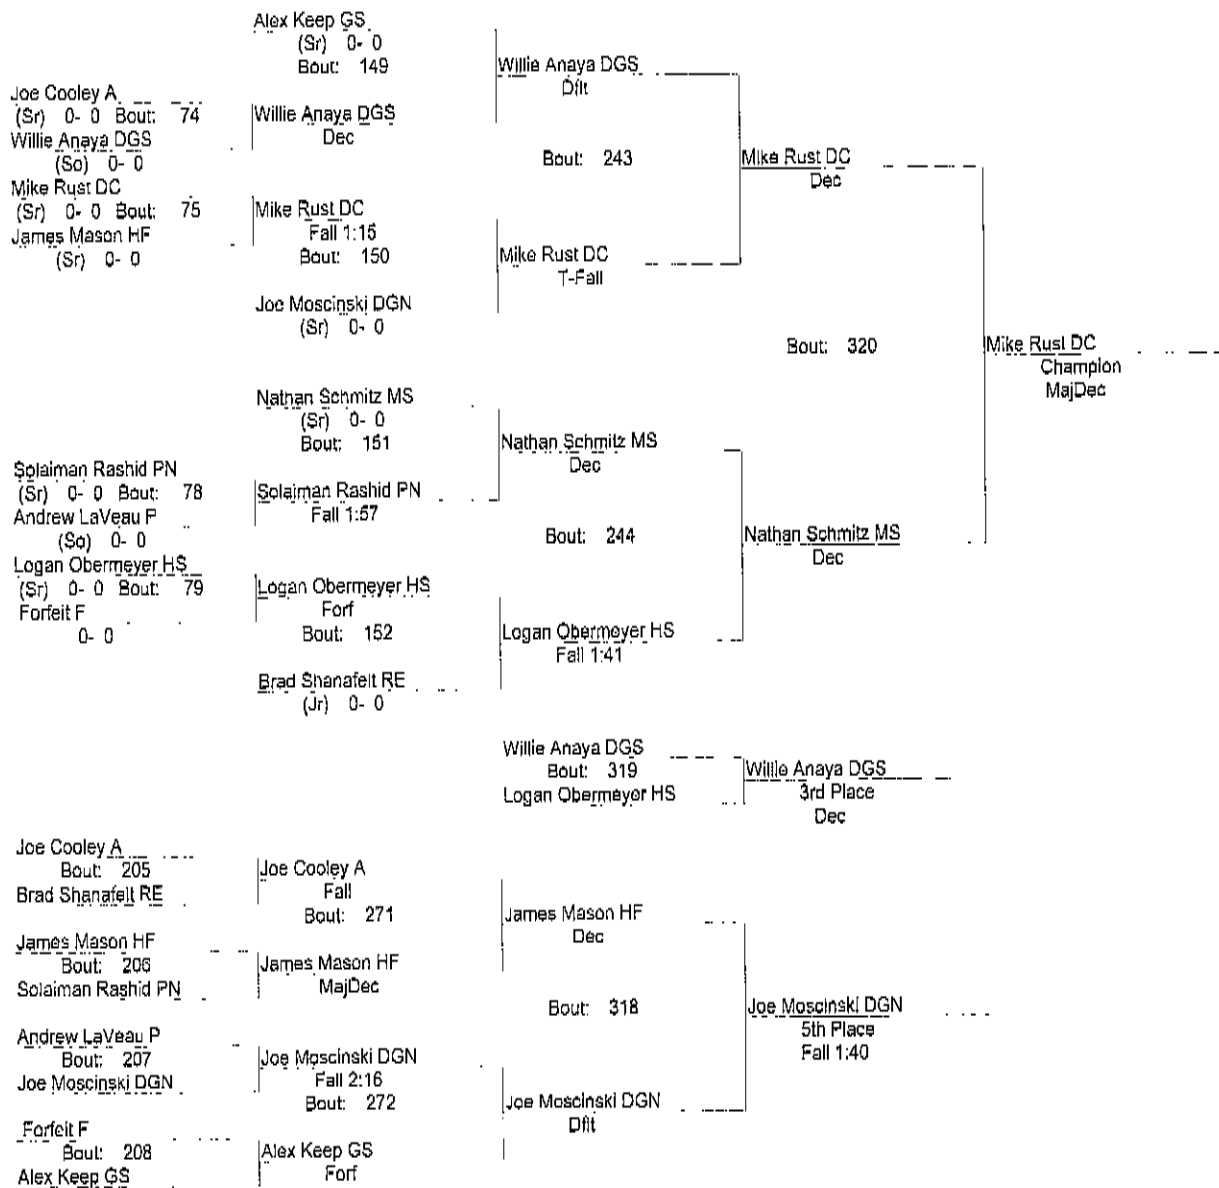 Alex Keep GS
(Sr) 0- 0
Bout: 149
Willie Anaya DGS
Dflt
Joe Cooley A
(Sr) 0- 0 Bout: 74
Willie Anaya DGS
Dec
Willie Anaya DGS
(So) 0- 0
Bout: 243
Mike Rust DC
Dec
Mike Rust DC
(Sr) 0- 0 Bout: 75
Mike Rust DC
Fall 1:15
James Mason HF
(Sr) 0- 0
Bout: 150
Mike Rust DC
T-Fall
Joe Moscinski DGN
(Sr) 0- 0
Bout: 320
Mike Rust DC
Champion
MajDec
Nathan Schmitz MS
(Sr) 0- 0
Bout: 151
Nathan Schmitz MS
Dec
Solaiman Rashid PN
(Sr) 0- 0 Bout: 78
Solaiman Rashid PN
Fall 1:57
Andrew LaVeau P
(So) 0- 0
Bout: 244
Nathan Schmitz MS
Dec
Logan Obermeyer HS
(Sr) 0- 0 Bout: 79
Logan Obermeyer HS
Forf
Forfeit F
0- 0
Bout: 152
Logan Obermeyer HS
Fall 1:41
Brad Shanafelt RE
(Jr) 0- 0
Willie Anaya DGS
Bout: 319
Willie Anaya DGS
3rd Place
Logan Obermeyer HS
Dec
Joe Cooley A
Bout: 205
Joe Cooley A
Fall
Brad Shanafelt RE
Bout: 271
James Mason HF
Dec
James Mason HF
Bout: 206
James Mason HF
MajDec
Solaiman Rashid PN
Bout: 318
Joe Moscinski DGN
5th Place
Fall 1:40
Andrew LaVeau P
Bout: 207
Joe Moscinski DGN
Fall 2:16
Joe Moscinski DGN
Bout: 272
Joe Moscinski DGN
Dflt
Forfeit F
Bout: 208
Alex Keep GS
Forf
Alex Keep GS